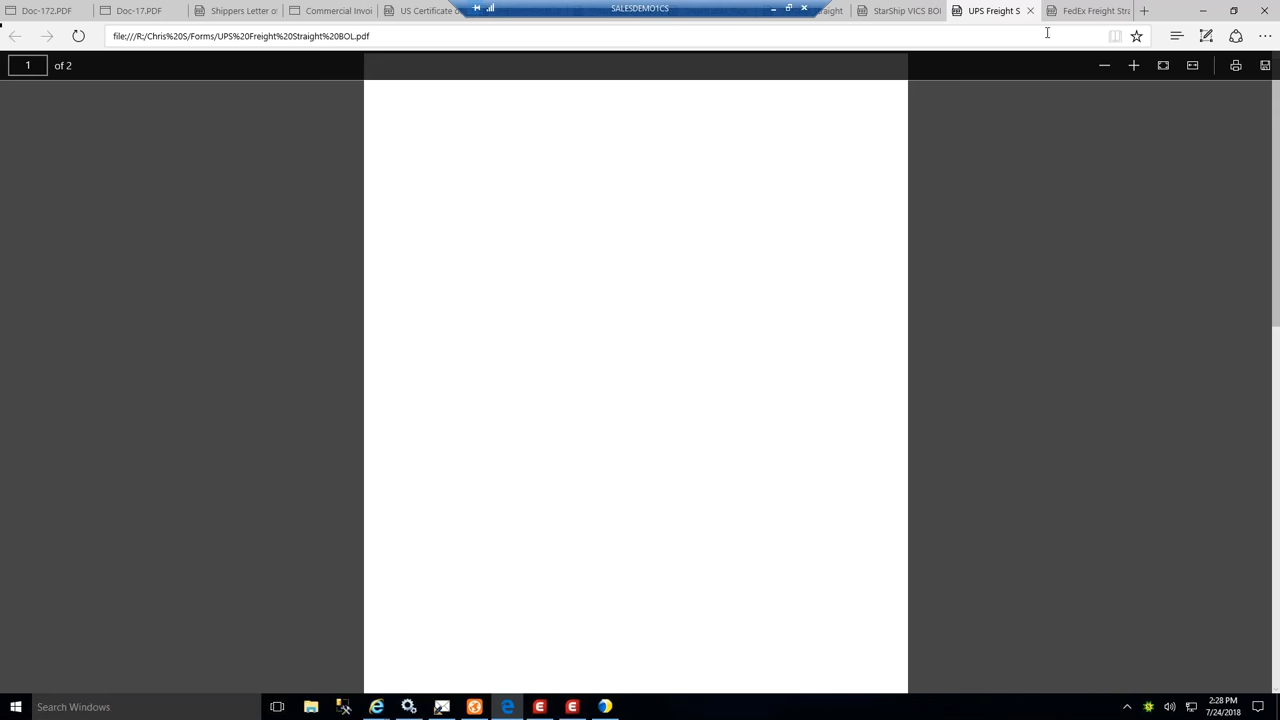 Doc-172.PDF
Doc-17.PDF
Shippers Letter o
Commercial Invoi
US Certificate o
SALESDEMO1CS
raight
StarShip VICS BOI
UPS Freight S
FedEx Freight Stra
file:///R:/Chris%20S/Forms/UPS%20Freight%20Straight%20BOL.pdf
1 of 2
Search Windows
2:28 PM
7/24/2018